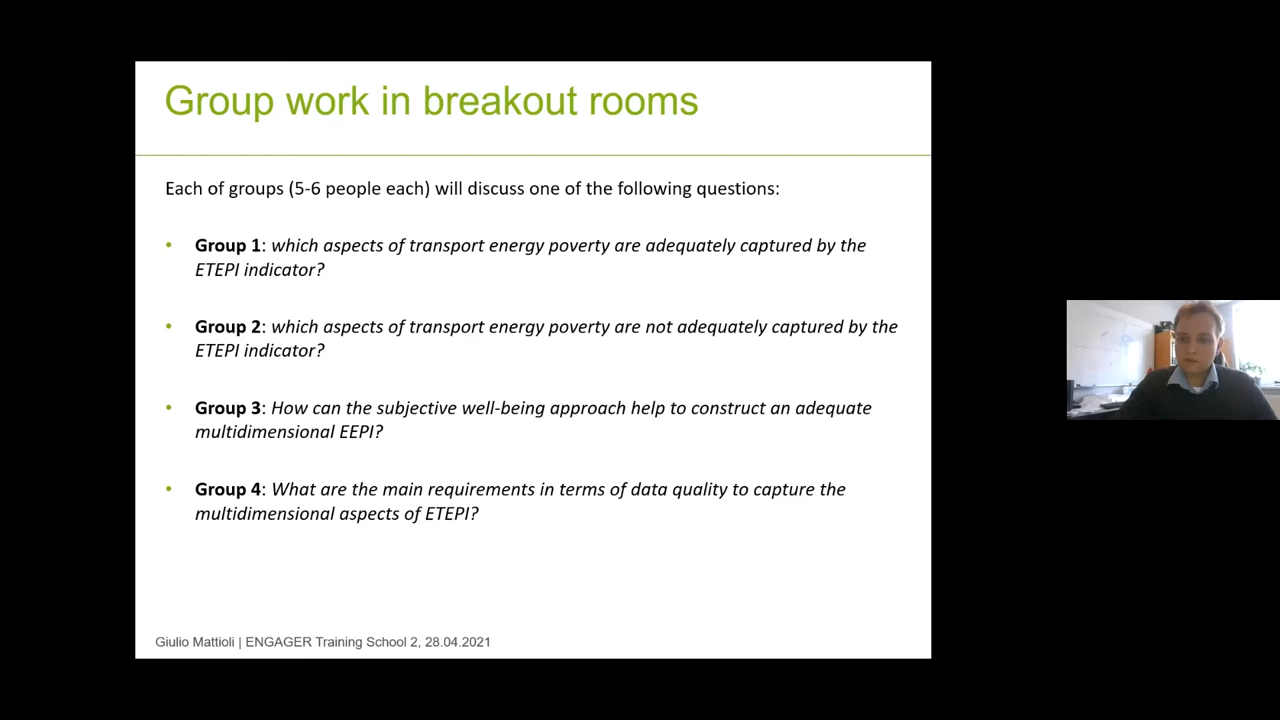 Group work in breakout rooms
Each of groups (5-6 people each) will discuss one of the following questions:
• Group 1: which aspects of transport energy poverty are adequately captured by the
ETEPI indicator?
• Group 2: which aspects of transport energy poverty are not adequately captured by the
ETEPI indicator?
• Group 3: How can the subjective well-being approach help to construct an adequate
multidimensional EEPI?
• Group 4: What are the main requirements in terms of data quality to capture the
multidimensional aspects of ETEPI?
Giulio Mattioli | ENGAGER Training School 2, 28.04.2021